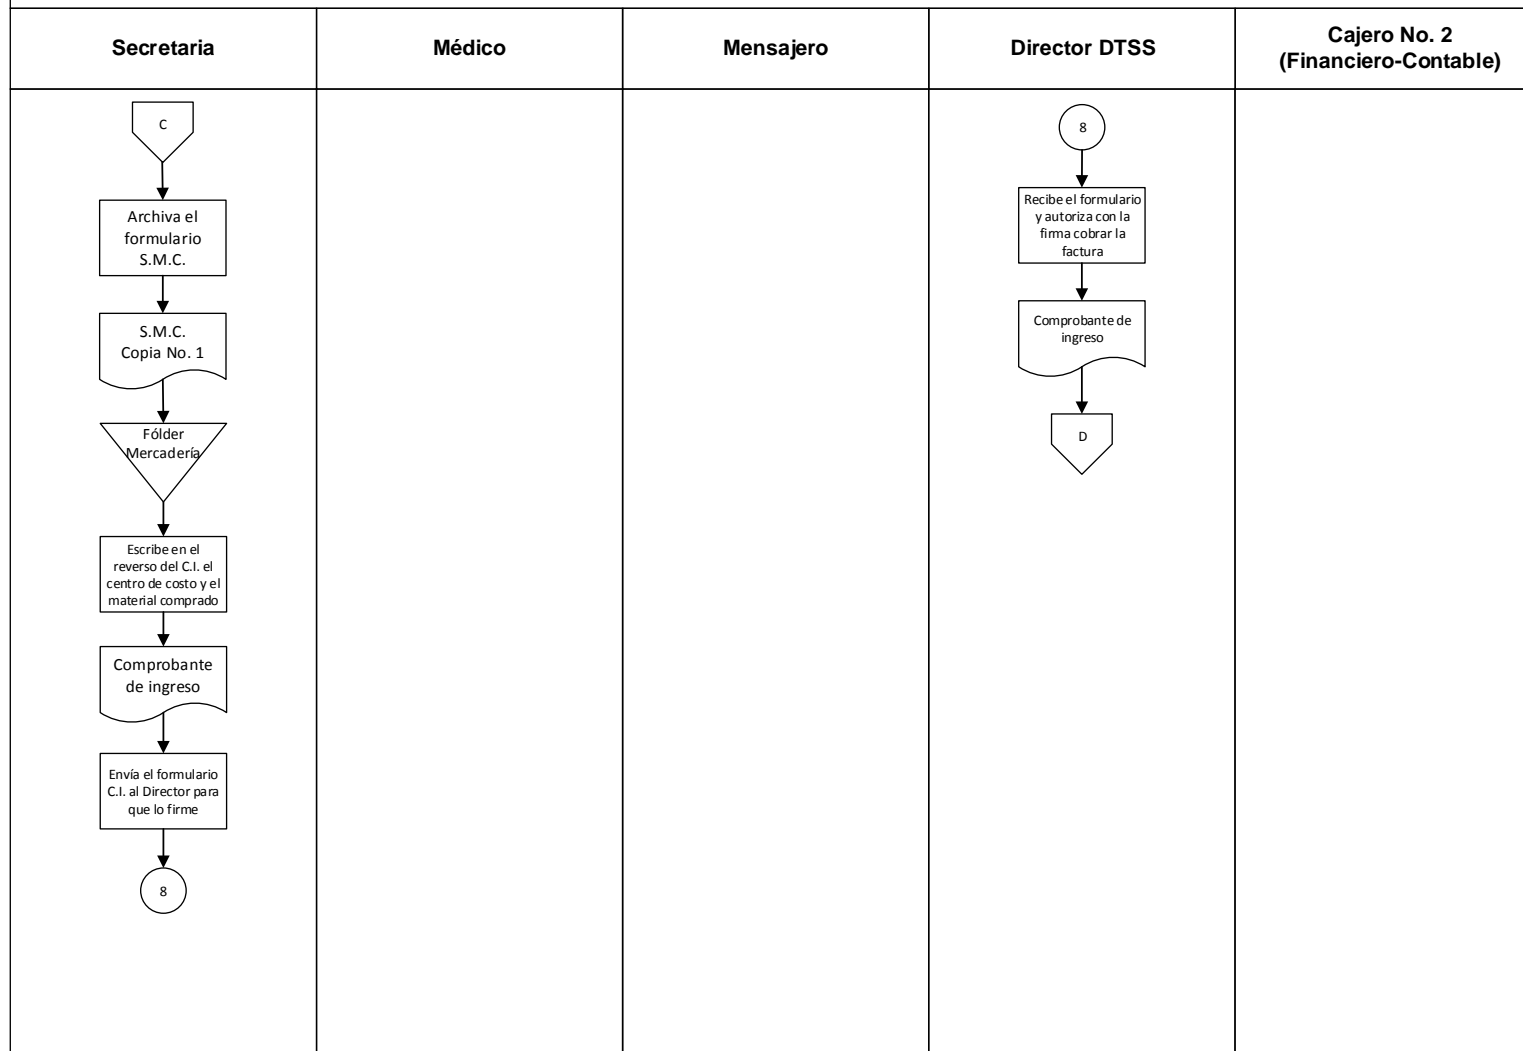 Secretaria
Médico
Mensajero
Director DTSS
Cajero No. 2
(Financiero-Contable)
C
Archiva el
formulario
S.M.C.
S.M.C.
Copia No. 1
Fólder
Mercadería
Escribe en el
reverso del C.I. el
centro de costo y el
material comprado
Comprobante
de ingreso
Envía el formulario
C.I. al Director para
que lo firme
8
8
Recibe el formulario
y autoriza con la
firma cobrar la
factura
Comprobante de
ingreso
D